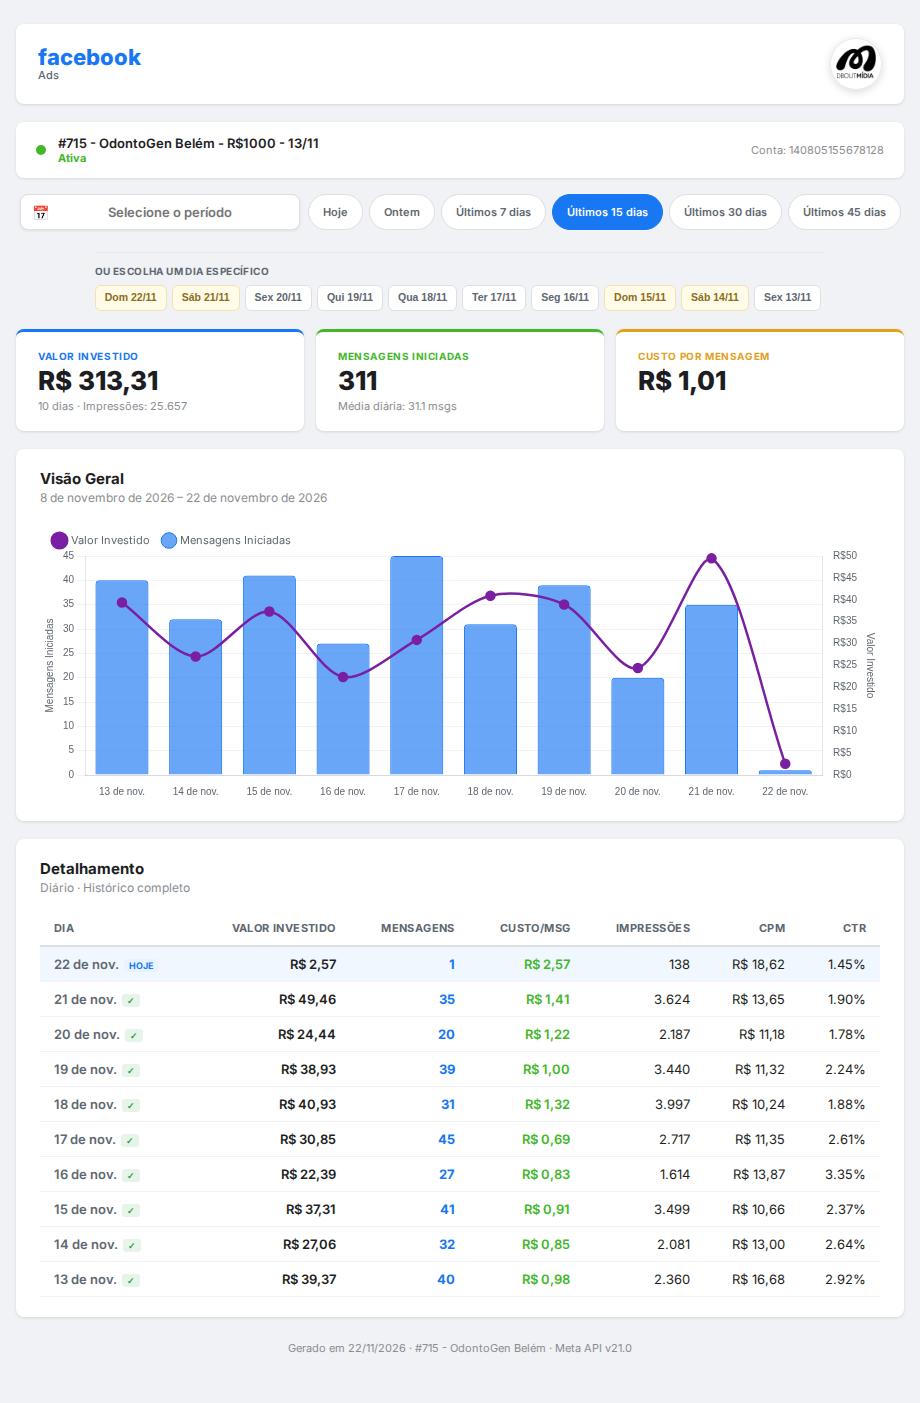 facebook
Ads
DBOUTMÍDIA
#715 - OdontoGen Belém - R$1000 - 13/11
Ativa
Conta: 140805155678128
📅 Selecione o período
Hoje
Ontem
Últimos 7 dias
Últimos 15 dias
Últimos 30 dias
Últimos 45 dias
OU ESCOLHA UM DIA ESPECÍFICO
Dom 22/11
Sáb 21/11
Sex 20/11
Qui 19/11
Qua 18/11
Ter 17/11
Seg 16/11
Dom 15/11
Sáb 14/11
Sex 13/11
VALOR INVESTIDO
R$ 313,31
10 dias · Impressões: 25.657
MENSAGENS INICIADAS
311
Média diária: 31.1 msgs
CUSTO POR MENSAGEM
R$ 1,01
Visão Geral
8 de novembro de 2026 – 22 de novembro de 2026
Valor Investido
Mensagens Iniciadas
Mensagens Iniciadas
45
40
35
30
25
20
15
10
5
0
R$50
R$45
R$40
R$35
R$30
R$25
R$20
R$15
R$10
R$5
R$0
Valor Investido
13 de nov.
14 de nov.
15 de nov.
16 de nov.
17 de nov.
18 de nov.
19 de nov.
20 de nov.
21 de nov.
22 de nov.
Detalhamento
Diário · Histórico completo
DIA VALOR INVESTIDO MENSAGENS CUSTO/MSG IMPRESSÕES CPM CTR
22 de nov. HOJE R$ 2,57 1 R$ 2,57 138 R$ 18,62 1.45%
21 de nov. ✓ R$ 49,46 35 R$ 1,41 3.624 R$ 13,65 1.90%
20 de nov. ✓ R$ 24,44 20 R$ 1,22 2.187 R$ 11,18 1.78%
19 de nov. ✓ R$ 38,93 39 R$ 1,00 3.440 R$ 11,32 2.24%
18 de nov. ✓ R$ 40,93 31 R$ 1,32 3.997 R$ 10,24 1.88%
17 de nov. ✓ R$ 30,85 45 R$ 0,69 2.717 R$ 11,35 2.61%
16 de nov. ✓ R$ 22,39 27 R$ 0,83 1.614 R$ 13,87 3.35%
15 de nov. ✓ R$ 37,31 41 R$ 0,91 3.499 R$ 10,66 2.37%
14 de nov. ✓ R$ 27,06 32 R$ 0,85 2.081 R$ 13,00 2.64%
13 de nov. ✓ R$ 39,37 40 R$ 0,98 2.360 R$ 16,68 2.92%
Gerado em 22/11/2026 · #715 - OdontoGen Belém · Meta API v21.0